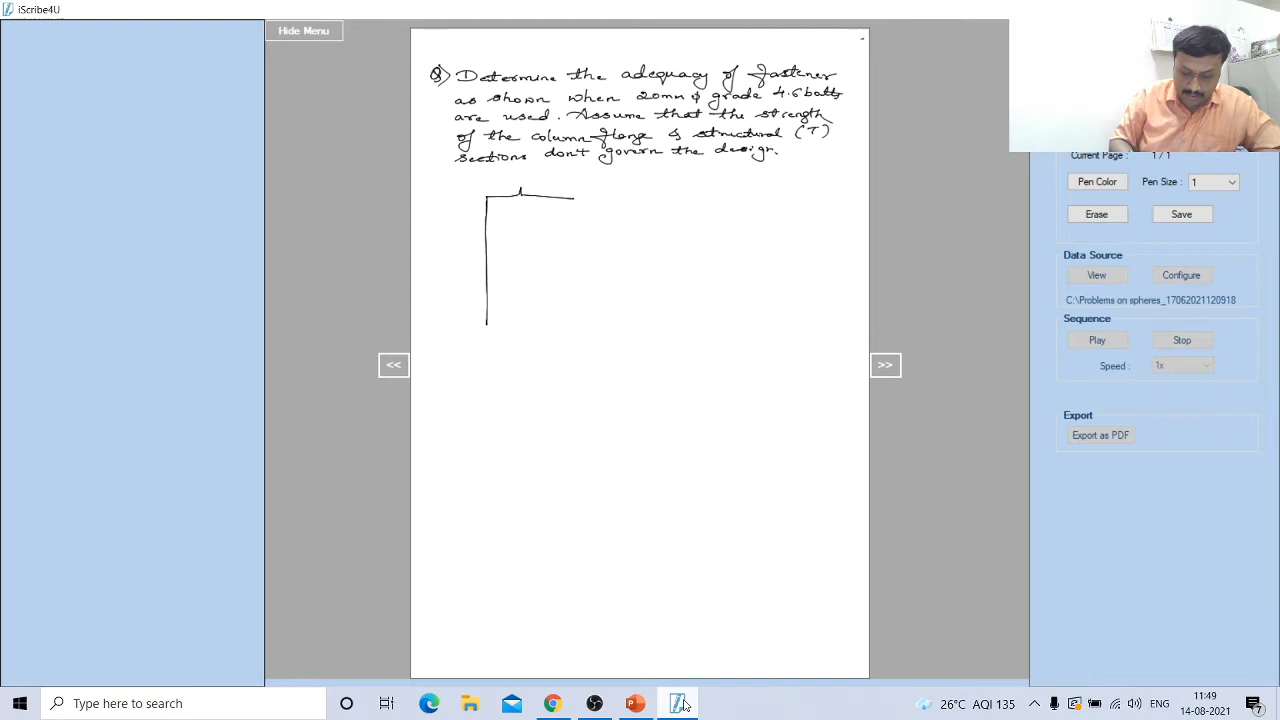 iScribe4U
Hide Menu
Q) Determine the adequacy of fastener
as shown when 20mm φ grade 4.6 bolts
are used. Assume that the strength
of the column flange & structural (T)
sections don't govern the design.
Current Page : 1 / 1
Pen Color Pen Size : 1
Erase Save
Data Source
View Configure
C:\Problems on spheres_17062021120918
Sequence
Play Stop
Speed : 1x
<< >>
Export
Export as PDF
Type here to search
26°C AQI 135
ENG
11:49
14-08-2021
7